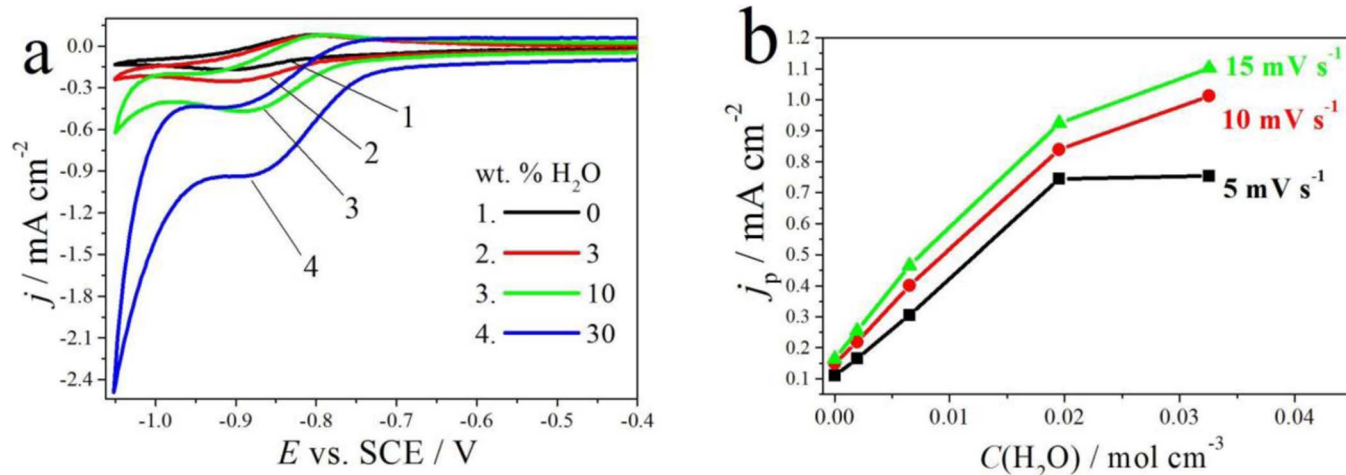 a
j / mA cm⁻²
0.0
-0.3
-0.6
-0.9
-1.2
-1.5
-1.8
-2.1
-2.4
1
2
3
4
wt. % H₂O
1. 0
2. 3
3. 10
4. 30
-1.0 -0.9 -0.8 -0.7 -0.6 -0.5 -0.4
E vs. SCE / V
b
jₚ / mA cm⁻²
1.2
1.1
1.0
0.9
0.8
0.7
0.6
0.5
0.4
0.3
0.2
0.1
15 mV s⁻¹
10 mV s⁻¹
5 mV s⁻¹
0.00 0.01 0.02 0.03 0.04
C(H₂O) / mol cm⁻³